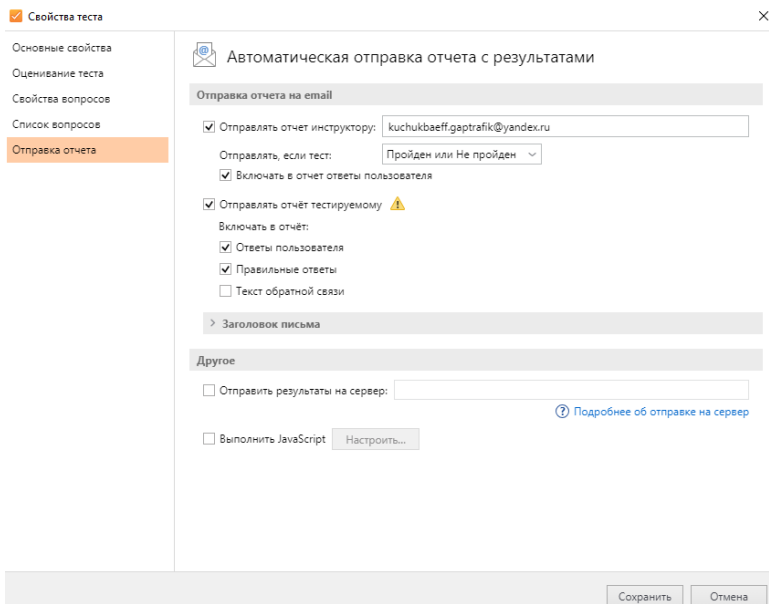 Свойства теста
Основные свойства
Оценивание теста
Свойства вопросов
Список вопросов
Отправка отчета
Автоматическая отправка отчета с результатами
Отправка отчета на email
Отправлять отчет инструктору: kuchukbaeff.gaptrafik@yandex.ru
Отправлять, если тест: Пройден или Не пройден
Включать в отчет ответы пользователя
Отправлять отчёт тестируемому
Включать в отчёт:
Ответы пользователя
Правильные ответы
Текст обратной связи
Заголовок письма
Другое
Отправить результаты на сервер:
Подробнее об отправке на сервер
Выполнить JavaScript Настроить...
Сохранить Отмена